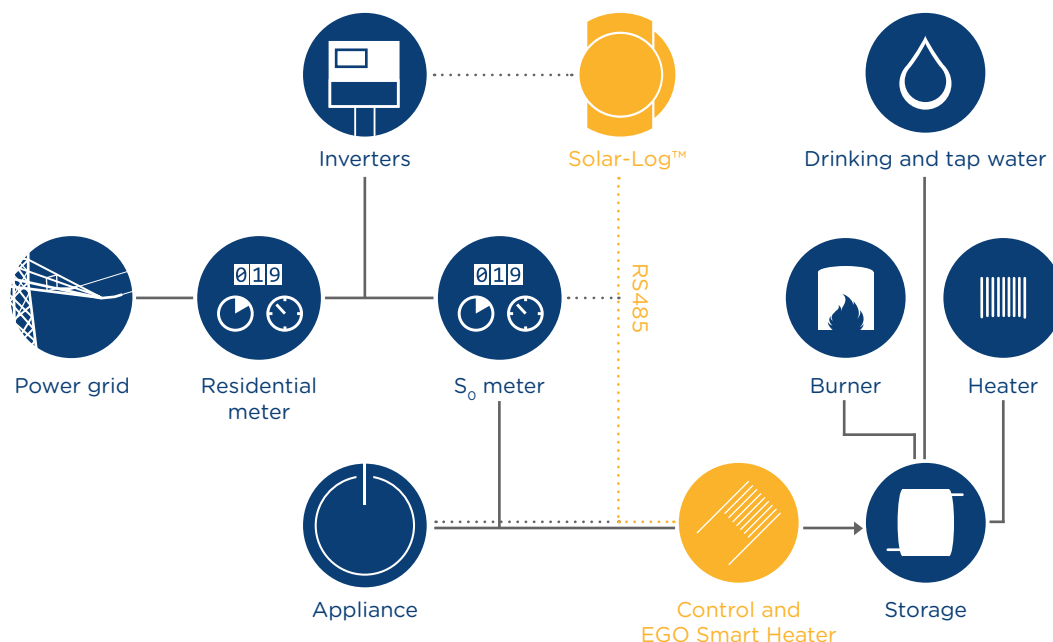 Inverters
Solar-Log™
Drinking and tap water
019
019
RS485
Power grid
Residential
meter
S₀ meter
Burner
Heater
Appliance
Control and
EGO Smart Heater
Storage